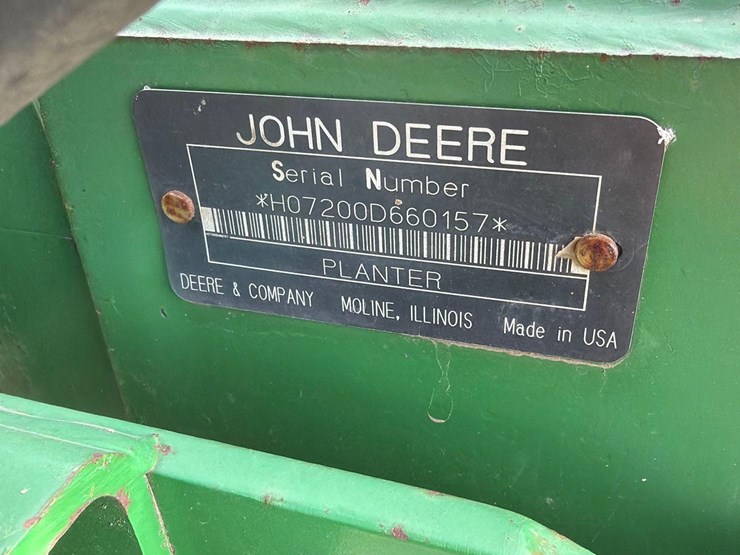 JOHN DEERE
Serial Number
*H07200D660157*
PLANTER
DEERE & COMPANY MOLINE, ILLINOIS Made in USA